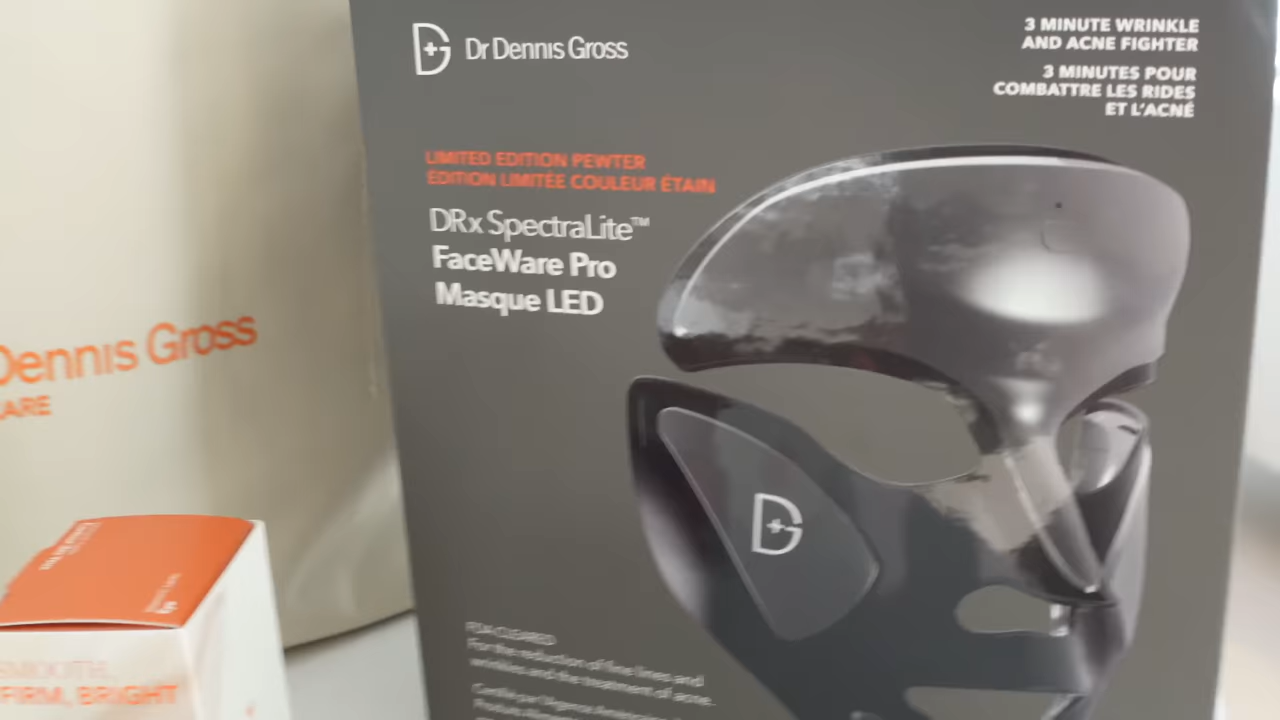 Dr Dennis Gross
3 MINUTE WRINKLE
AND ACNE FIGHTER
3 MINUTES POUR
COMBATTRE LES RIDES
ET L'ACNÉ
LIMITED EDITION PEWTER
ÉDITION LIMITÉE COULEUR ÉTAIN
DRx SpectraLite™
FaceWare Pro
Masque LED
Dennis Gross
FDA CLEARED
For the reduction of fine lines and
wrinkles and the treatment of acne.
SMOOTH,
FIRM, BRIGHT